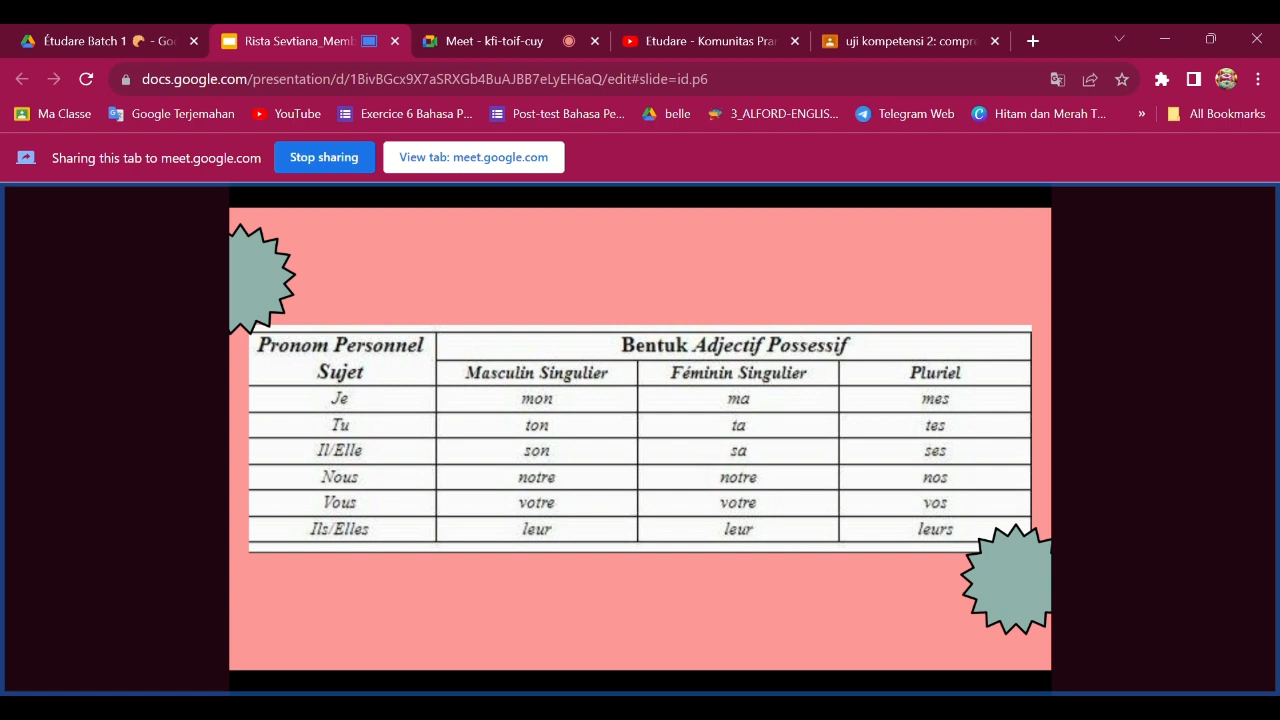 Étudare Batch 1 🥐 - Goo
Rista Sevtiana_Memb
Meet - kfi-toif-cuy
Etudare - Komunitas Pran
uji kompetensi 2: compre
docs.google.com/presentation/d/1BivBGcx9X7aSRXGb4BuAJBB7eLyEH6aQ/edit#slide=id.p6
Ma Classe
Google Terjemahan
YouTube
Exercice 6 Bahasa P...
Post-test Bahasa Pe...
belle
3_ALFORD-ENGLIS...
Telegram Web
Hitam dan Merah T...
»
All Bookmarks
Sharing this tab to meet.google.com
Stop sharing
View tab: meet.google.com
Pronom Personnel Sujet
Bentuk Adjectif Possessif
Masculin Singulier Féminin Singulier Pluriel
Je mon ma mes
Tu ton ta tes
Il/Elle son sa ses
Nous notre notre nos
Vous votre votre vos
Ils/Elles leur leur leurs